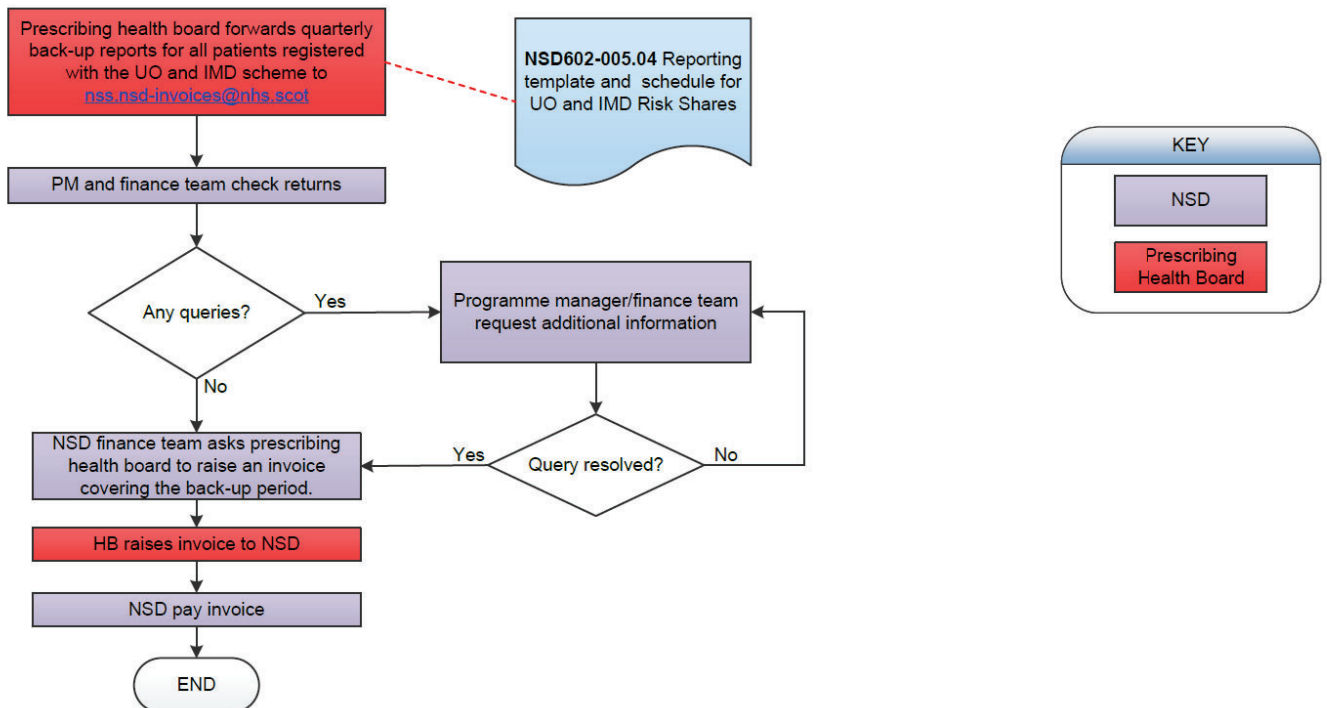 Prescribing health board forwards quarterly
back-up reports for all patients registered
with the UO and IMD scheme to
nss.nsd-invoices@nhs.scot
NSD602-005.04 Reporting
template and schedule for
UO and IMD Risk Shares
KEY
NSD
Prescribing
Health Board
PM and finance team check returns
Any queries?
Yes
No
Programme manager/finance team
request additional information
Query resolved?
Yes
No
NSD finance team asks prescribing
health board to raise an invoice
covering the back-up period.
HB raises invoice to NSD
NSD pay invoice
END